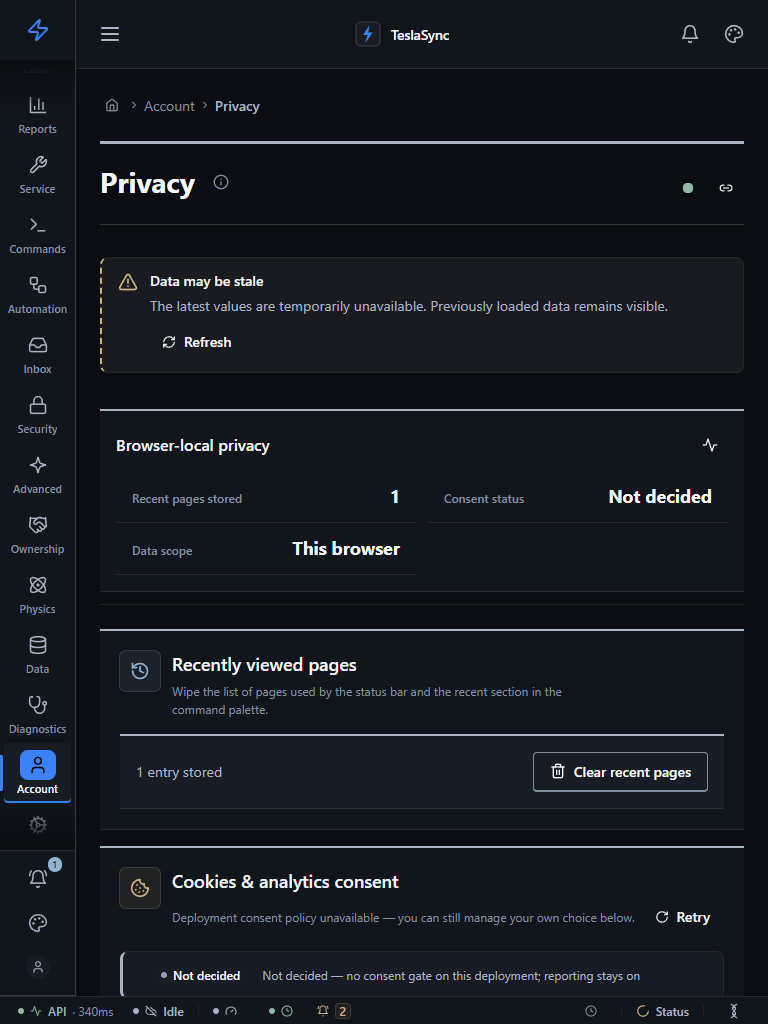 TeslaSync
Reports
Service
Commands
Automation
Inbox
Security
Advanced
Ownership
Physics
Data
Diagnostics
Account
1
Account
Privacy
Privacy
Data may be stale
The latest values are temporarily unavailable. Previously loaded data remains visible.
Refresh
Browser-local privacy
Recent pages stored 1
Consent status Not decided
Data scope This browser
Recently viewed pages
Wipe the list of pages used by the status bar and the recent section in the
command palette.
1 entry stored
Clear recent pages
Cookies & analytics consent
Deployment consent policy unavailable — you can still manage your own choice below.
Retry
Not decided Not decided — no consent gate on this deployment; reporting stays on
API · 340ms Idle 2 Status